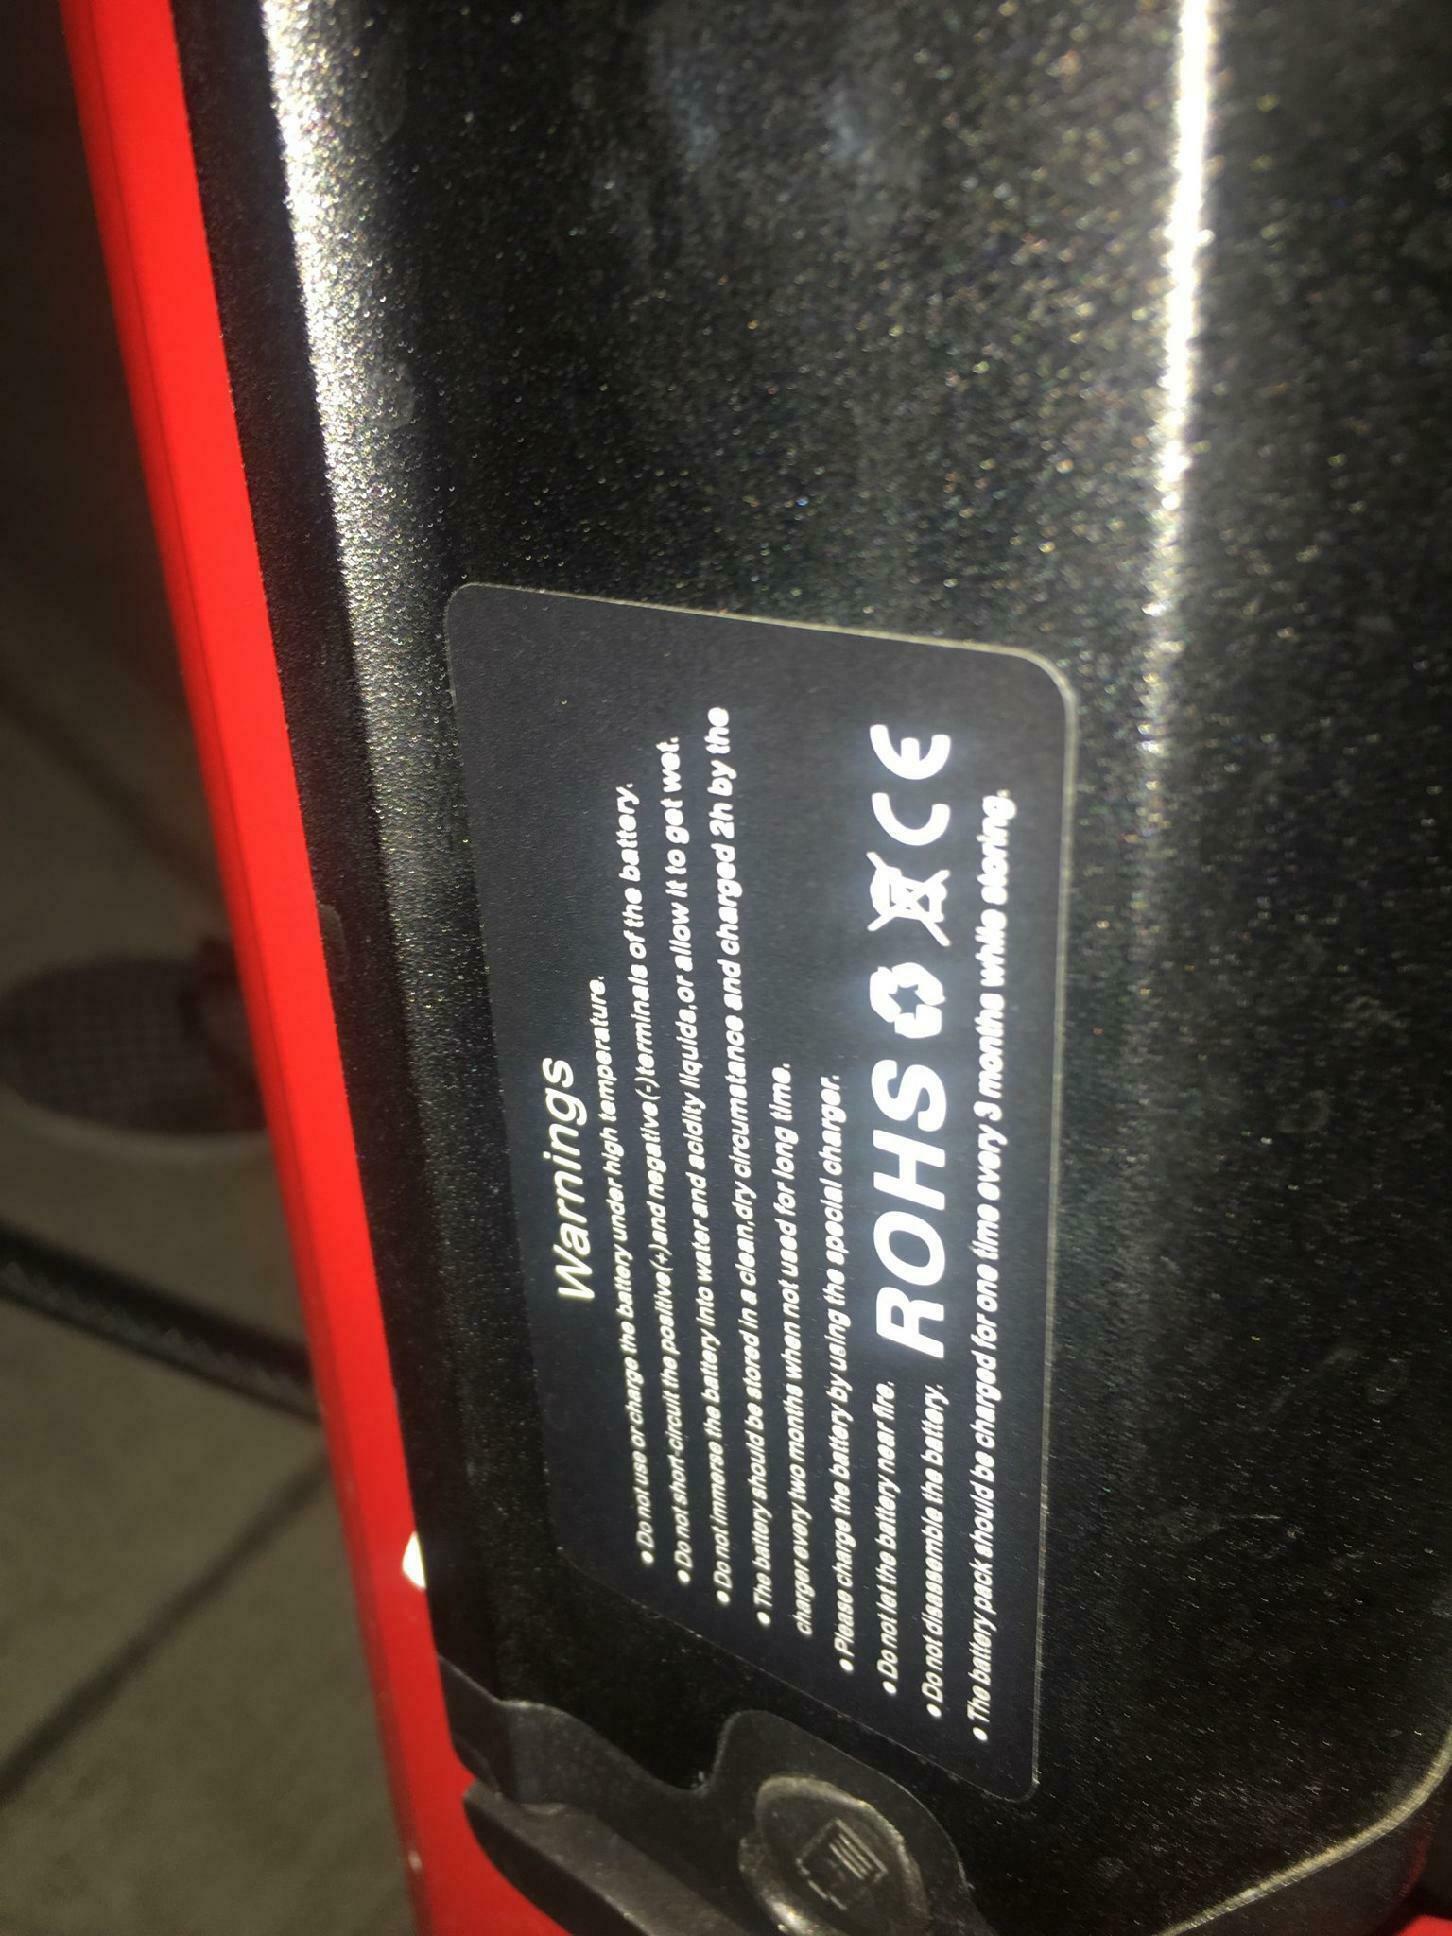 Warnings
• Do not use or charge the battery under high temperature.
• Do short-circuit the positive(+)and negative(-)terminals of the battery.
• Do not immerse the battery into water and acidity liquids,or allow it to get wet.
• The battery should be stored in a clean,dry circumstance and charged 2h by the
charger every two months when not used for long time.
• Please charge the battery by using the special charger.
• Do not let the battery near fire.
• Do not disassemble the battery.
ROHS CE
• The battery pack should be charged for one time every 3 months while storing.